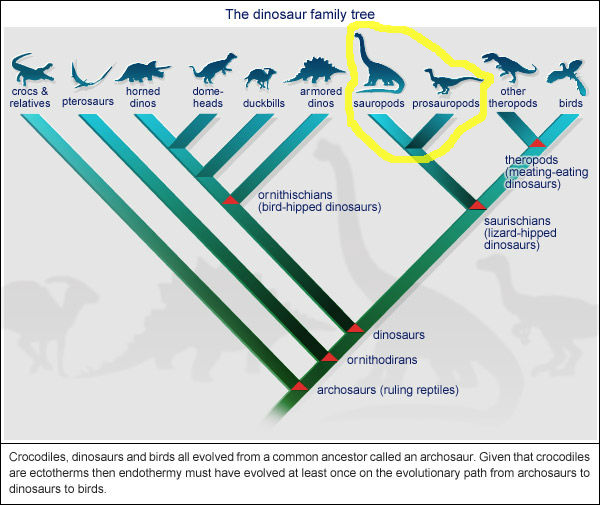 The dinosaur family tree
crocs &
relatives
pterosaurs
horned
dinos
dome-
heads
duckbills
armored
dinos
sauropods
prosauropods
other
theropods
birds
theropods
(meating-eating
dinosaurs)
ornithischians
(bird-hipped dinosaurs)
saurischians
(lizard-hipped
dinosaurs)
dinosaurs
ornithodirans
archosaurs (ruling reptiles)
Crocodiles, dinosaurs and birds all evolved from a common ancestor called an archosaur. Given that crocodiles
are ectotherms then endothermy must have evolved at least once on the evolutionary path from archosaurs to
dinosaurs to birds.